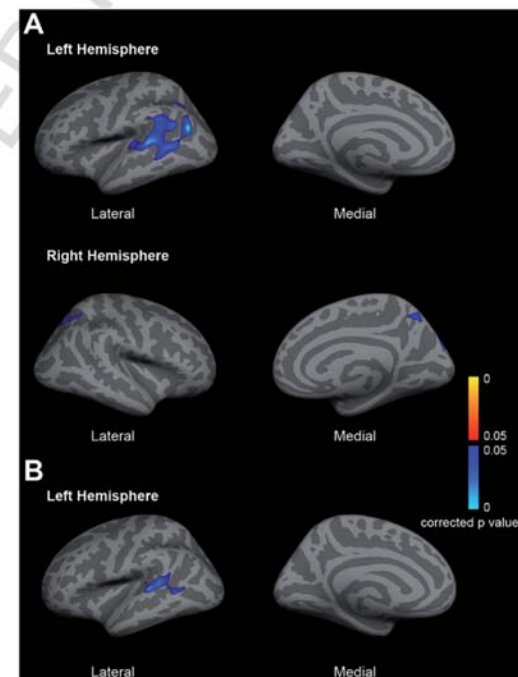 A
Left Hemisphere
Lateral Medial
Right Hemisphere
Lateral Medial
0
0.05
0.05
0
corrected p value
B
Left Hemisphere
Lateral Medial